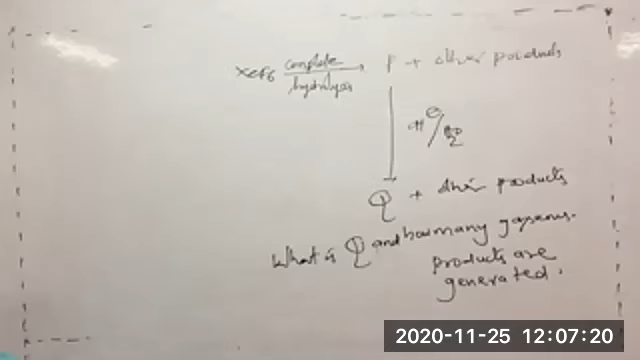 XeF6 complete hydrolysis → P + other products
OH⊖/H2O
Q + other products
What is Q and how many gaseous
products are
generated.
2020-11-25 12:07:20